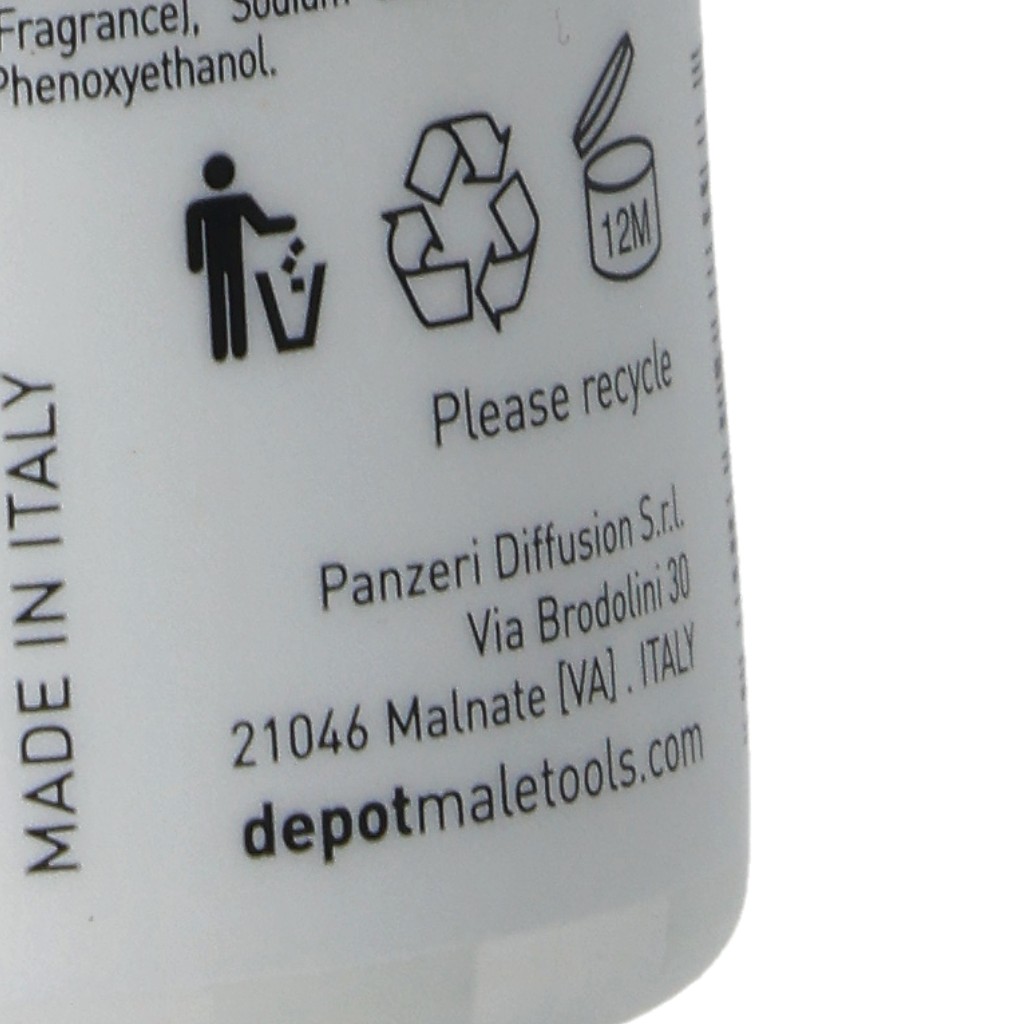 Fragrance), Sodium
Phenoxyethanol.
12M
Please recycle
MADE IN ITALY
Panzeri Diffusion S.r.l.
Via Brodolini 30
21046 Malnate [VA] . ITALY
depotmaletools.com